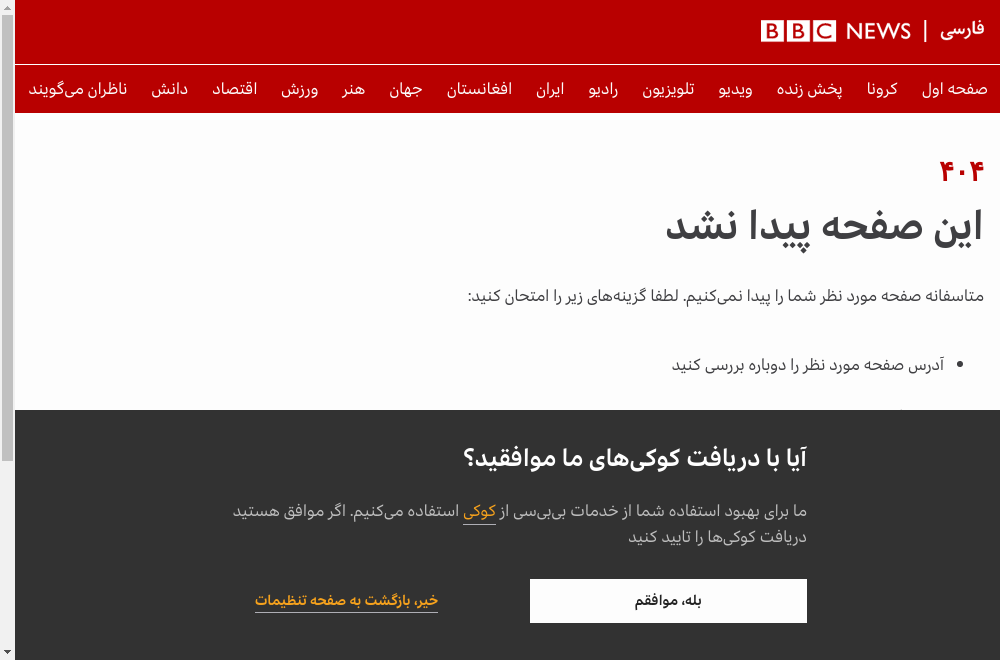 BBC NEWS | فارسی
صفحه اول کرونا پخش زنده ویدیو تلویزیون رادیو ایران افغانستان جهان هنر ورزش اقتصاد دانش ناظران می‌گویند
۴۰۴
این صفحه پیدا نشد
متاسفانه صفحه مورد نظر شما را پیدا نمی‌کنیم. لطفا گزینه‌های زیر را امتحان کنید:
• آدرس صفحه مورد نظر را دوباره بررسی کنید
آیا با دریافت کوکی‌های ما موافقید؟
ما برای بهبود استفاده شما از خدمات بی‌بی‌سی از کوکی استفاده می‌کنیم. اگر موافق هستید
دریافت کوکی‌ها را تایید کنید
بله، موافقم
خیر، بازگشت به صفحه تنظیمات